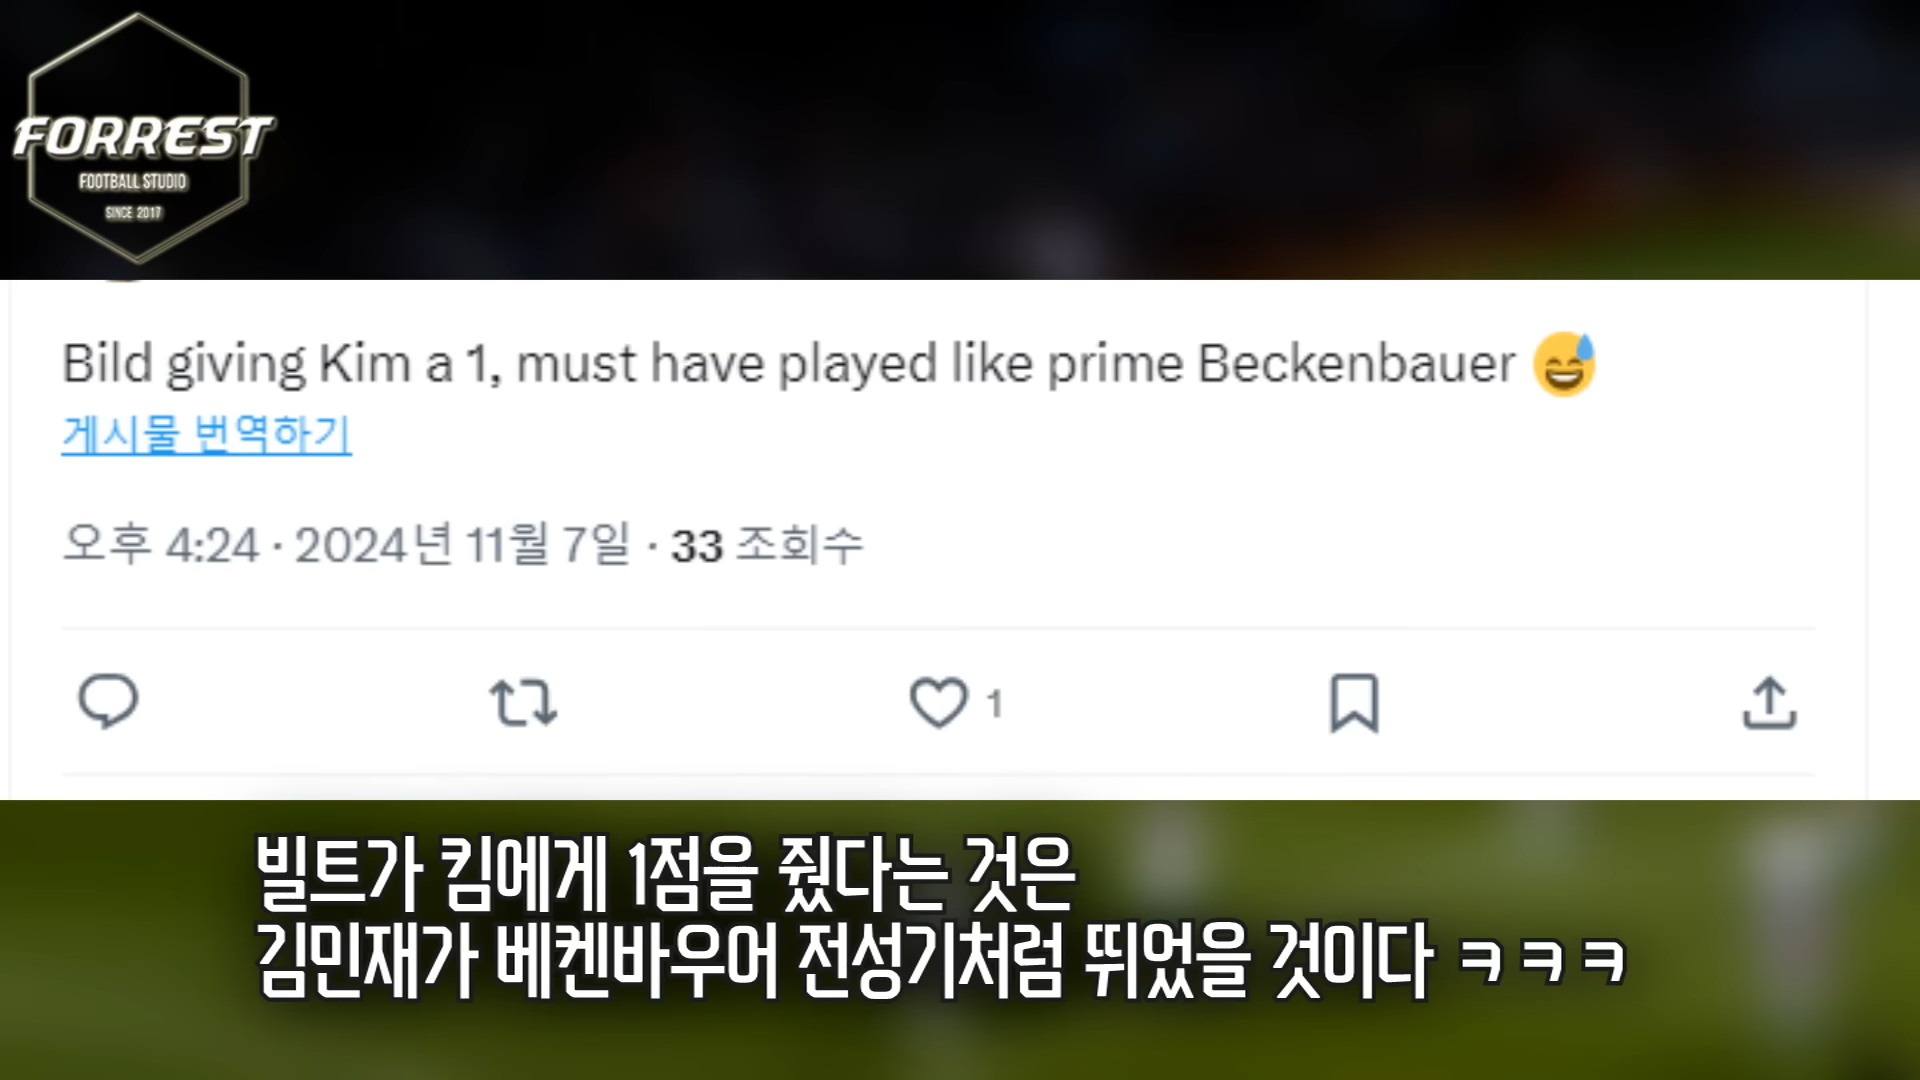 FORREST
FOOTBALL STUDIO
SINCE 2017
Bild giving Kim a 1, must have played like prime Beckenbauer 😅
게시물 번역하기
오후 4:24 · 2024년 11월 7일 · 33 조회수
1
빌트가 킴에게 1점을 줬다는 것은
김민재가 베켄바우어 전성기처럼 뛰었을 것이다 ㅋㅋㅋ